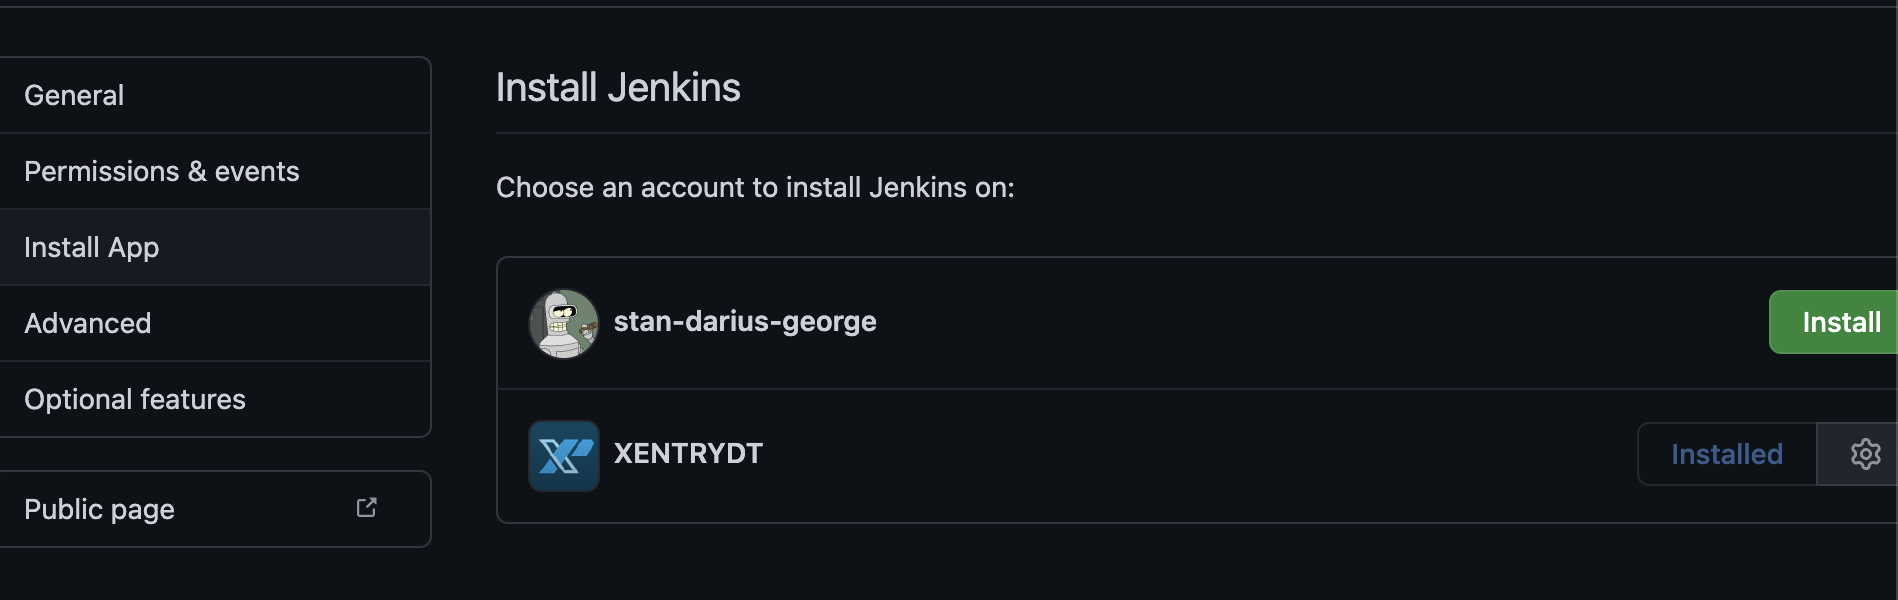 General
Permissions & events
Install App
Advanced
Optional features
Public page
Install Jenkins
Choose an account to install Jenkins on:
stan-darius-george
Install
XENTRYDT
Installed